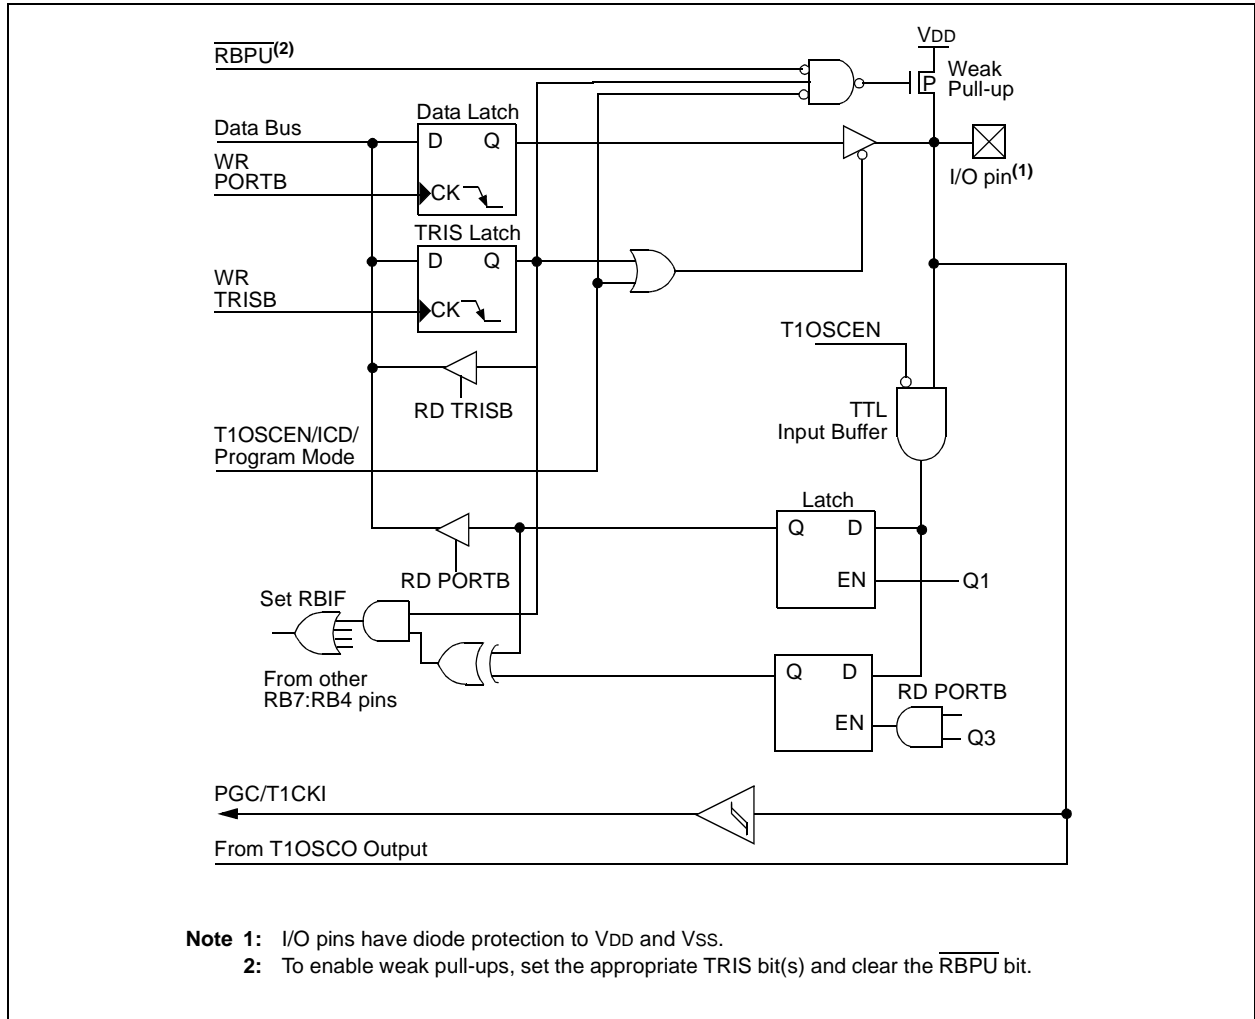 VDD
RBPU(2)
Weak
Pull-up
P
Data Latch
Data Bus
D Q
WR
PORTB
CK
I/O pin(1)
TRIS Latch
D Q
WR
TRISB
CK
T1OSCEN
RD TRISB
TTL
Input Buffer
T1OSCEN/ICD/
Program Mode
Latch
Q D
RD PORTB
EN
Q1
Set RBIF
From other
RB7:RB4 pins
Q D
RD PORTB
EN
Q3
PGC/T1CKI
From T1OSCO Output
Note 1: I/O pins have diode protection to VDD and VSS.
2: To enable weak pull-ups, set the appropriate TRIS bit(s) and clear the RBPU bit.